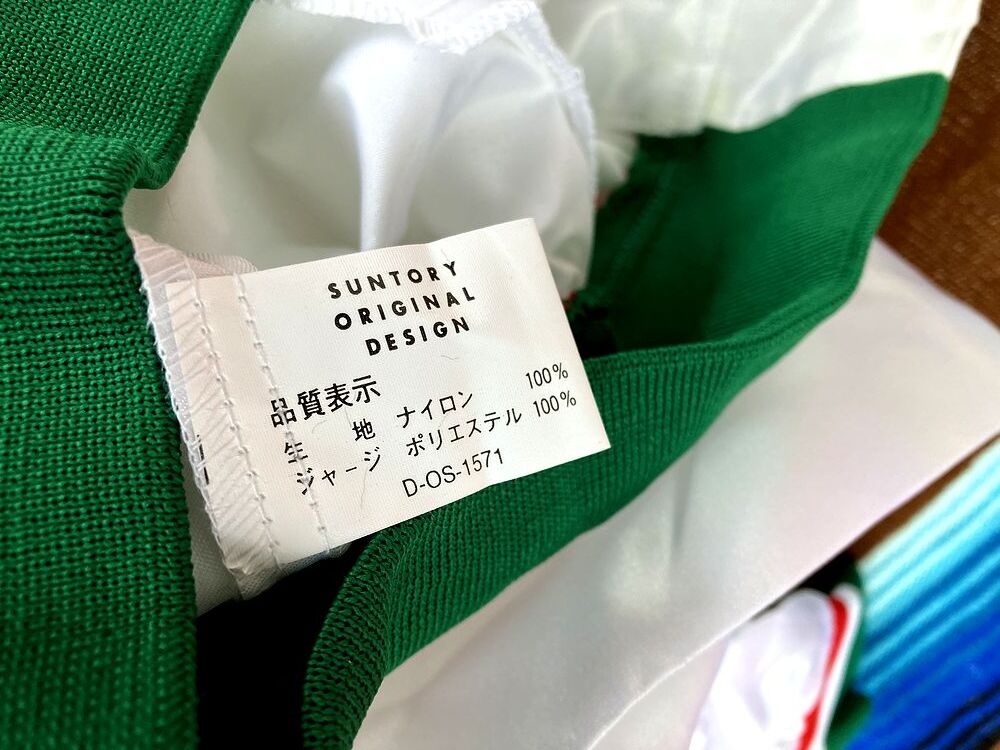 SUNTORY
ORIGINAL
DESIGN
品質表示
生 地 ナイロン 100%
ジャージ ポリエステル 100%
D-OS-1571